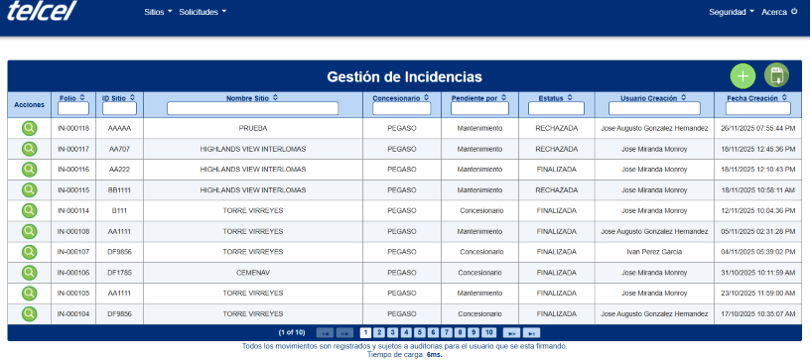 telcel
Sitios Solicitudes Seguridad Acerca
Gestión de Incidencias
Acciones Folio ID Sitio Nombre Sitio Concesionario Pendiente por Estatus Usuario Creación Fecha Creación
IN-000118 AAAAA PRUEBA PEGASO Mantenimiento RECHAZADA Jose Augusto Gonzalez Hernandez 26/11/2025 07:55:44 PM
IN-000117 AA707 HIGHLANDS VIEW INTERLOMAS PEGASO Mantenimiento RECHAZADA Jose Miranda Monroy 18/11/2025 12:45:36 PM
IN-000116 AA222 HIGHLANDS VIEW INTERLOMAS PEGASO Mantenimiento FINALIZADA Jose Miranda Monroy 18/11/2025 12:10:43 PM
IN-000115 BB1111 HIGHLANDS VIEW INTERLOMAS PEGASO Mantenimiento RECHAZADA Jose Miranda Monroy 18/11/2025 10:58:11 AM
IN-000114 B111 TORRE VIRREYES PEGASO Concesionario FINALIZADA Jose Miranda Monroy 12/11/2025 10:04:36 PM
IN-000108 AA1111 TORRE VIRREYES PEGASO Mantenimiento FINALIZADA Jose Augusto Gonzalez Hernandez 05/11/2025 02:31:28 PM
IN-000107 DF9856 TORRE VIRREYES PEGASO Concesionario FINALIZADA Ivan Perez Garcia 04/11/2025 05:39:02 PM
IN-000106 DF1785 CEMENAV PEGASO Concesionario FINALIZADA Jose Miranda Monroy 31/10/2025 10:11:59 AM
IN-000105 AA1111 TORRE VIRREYES PEGASO Mantenimiento FINALIZADA Jose Miranda Monroy 23/10/2025 11:59:00 AM
IN-000104 DF9856 TORRE VIRREYES PEGASO Concesionario FINALIZADA Jose Augusto Gonzalez Hernandez 17/10/2025 10:35:07 AM
(1 of 10) 1 2 3 4 5 6 7 8 9 10
Todos los movimientos son registrados y sujetos a auditorias para el usuario que se esta firmando.
Tiempo de carga: 6ms.